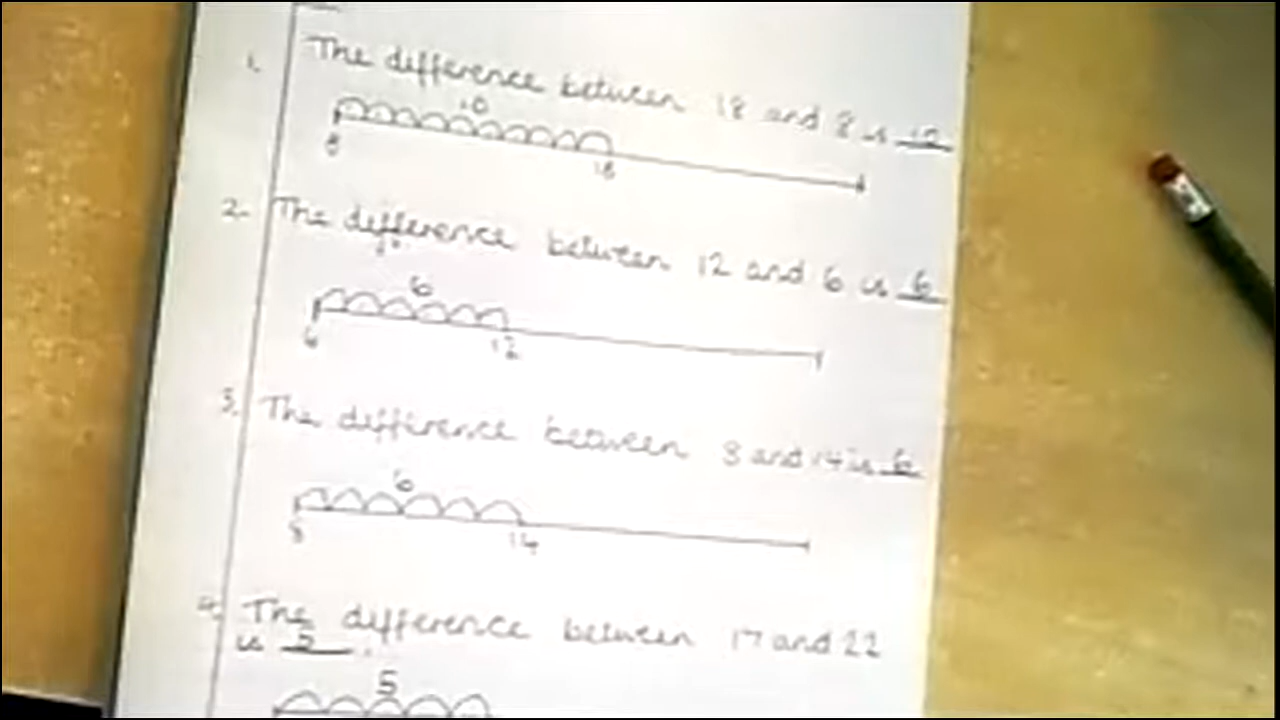 1. The difference between 18 and 8 is
10
8 18
2. The difference between 12 and 6 is 6
6
6 12
3. The difference between 8 and 14 is 6
6
8 14
4. The difference between 17 and 22
is 5.
5